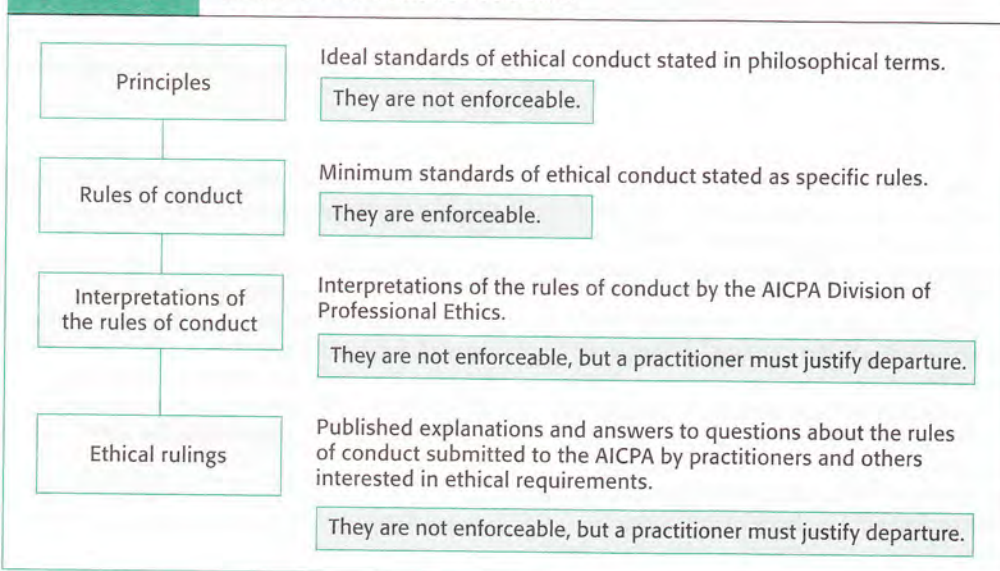 Principles
Ideal standards of ethical conduct stated in philosophical terms.
They are not enforceable.
Rules of conduct
Minimum standards of ethical conduct stated as specific rules.
They are enforceable.
Interpretations of
the rules of conduct
Interpretations of the rules of conduct by the AICPA Division of
Professional Ethics.
They are not enforceable, but a practitioner must justify departure.
Ethical rulings
Published explanations and answers to questions about the rules
of conduct submitted to the AICPA by practitioners and others
interested in ethical requirements.
They are not enforceable, but a practitioner must justify departure.